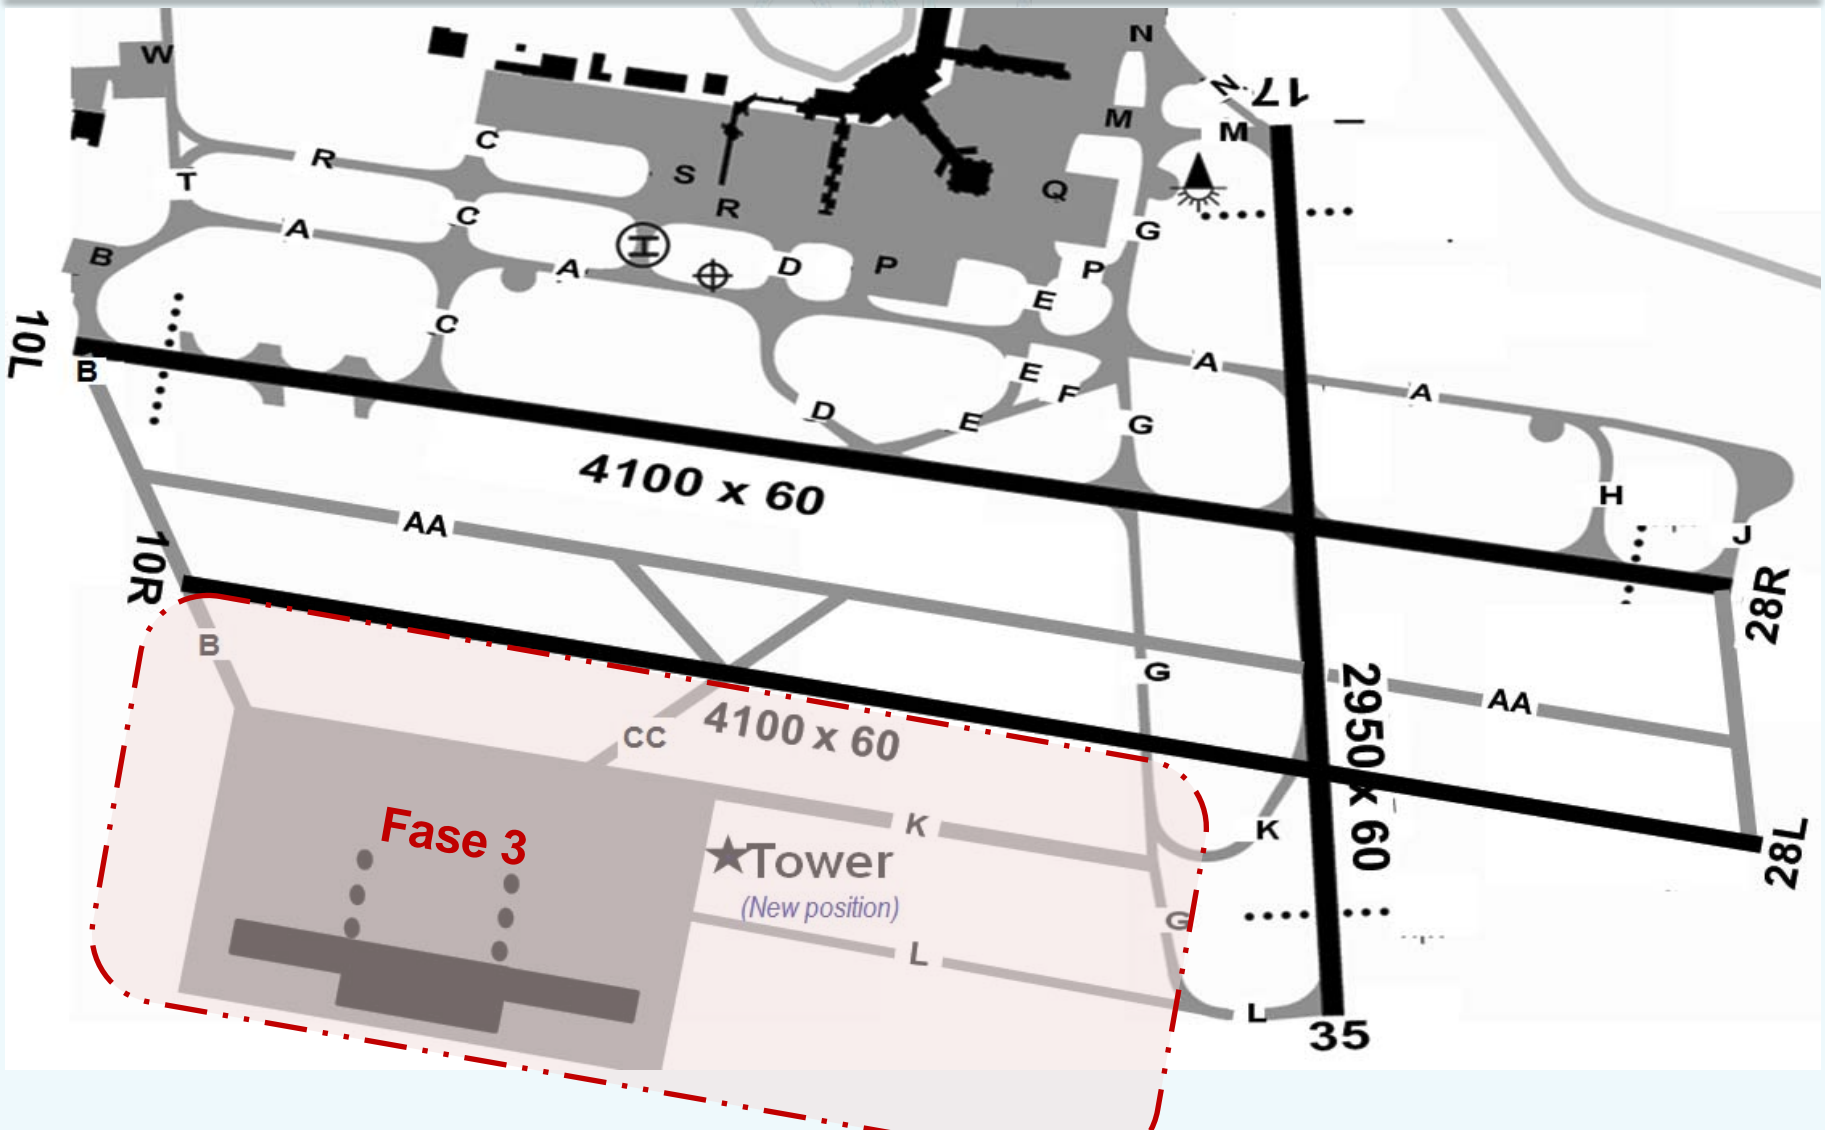 N
W
N
17
M
M
C
R
S
T
Q
R
C
G
A
B
A
D
P
P
E
10L
C
A
B
E
A
F
D
E
G
4100 x 60
H
AA
J
10R
28R
B
G
2950 x 60
AA
CC
4100 x 60
K
K
Fase 3
Tower
28L
(New position)
G
L
L
35